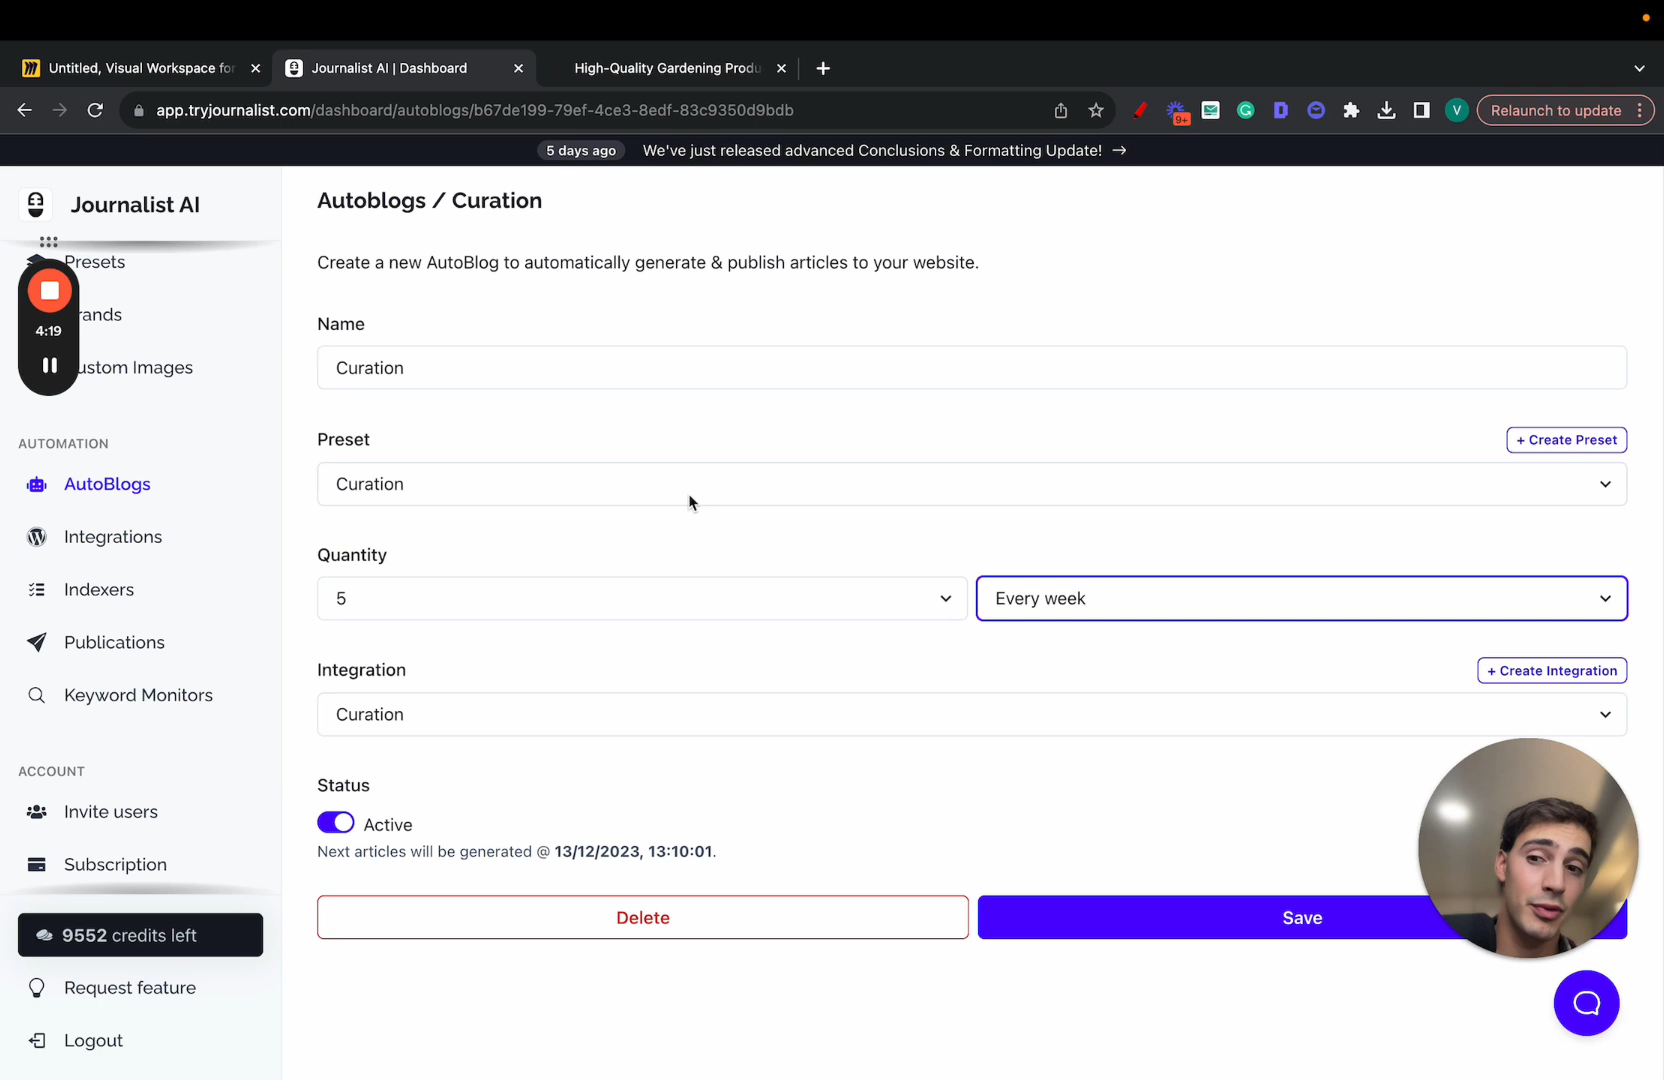 Untitled, Visual Workspace for
Journalist AI | Dashboard
High-Quality Gardening Produ
app.tryjournalist.com/dashboard/autoblogs/b67de199-79ef-4ce3-8edf-83c9350d9bdb
9+
G
D
V
Relaunch to update
5 days ago
We've just released advanced Conclusions & Formatting Update! →
Journalist AI
Presets
rands
ustom Images
4:19
AUTOMATION
AutoBlogs
Integrations
Indexers
Publications
Keyword Monitors
ACCOUNT
Invite users
Subscription
9552 credits left
Request feature
Logout
Autoblogs / Curation
Create a new AutoBlog to automatically generate & publish articles to your website.
Name
Curation
Preset
+ Create Preset
Curation
Quantity
5
Every week
Integration
+ Create Integration
Curation
Status
Active
Next articles will be generated @ 13/12/2023, 13:10:01.
Delete
Save